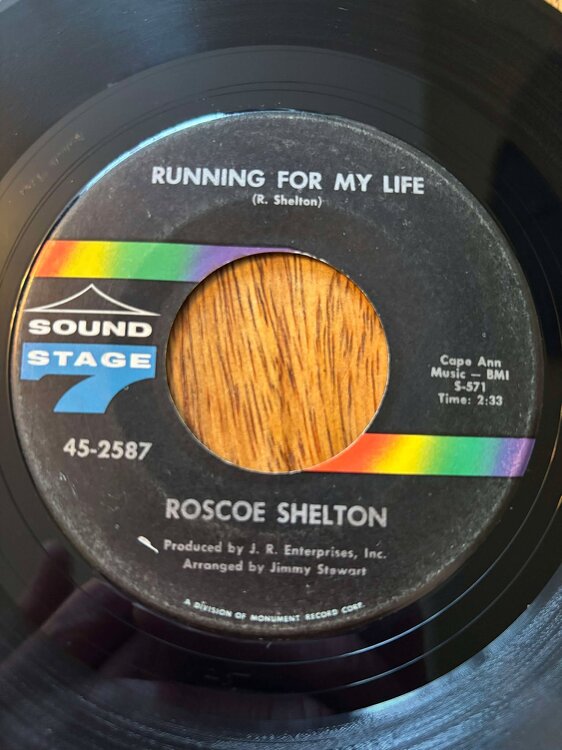 RUNNING FOR MY LIFE
(R. Shelton)
SOUND
STAGE
7
Cape Ann
Music — BMI
S-571
Time: 2:33
45-2587
ROSCOE SHELTON
Produced by J. R. Enterprises, Inc.
Arranged by Jimmy Stewart
A DIVISION OF MONUMENT RECORD CORP.